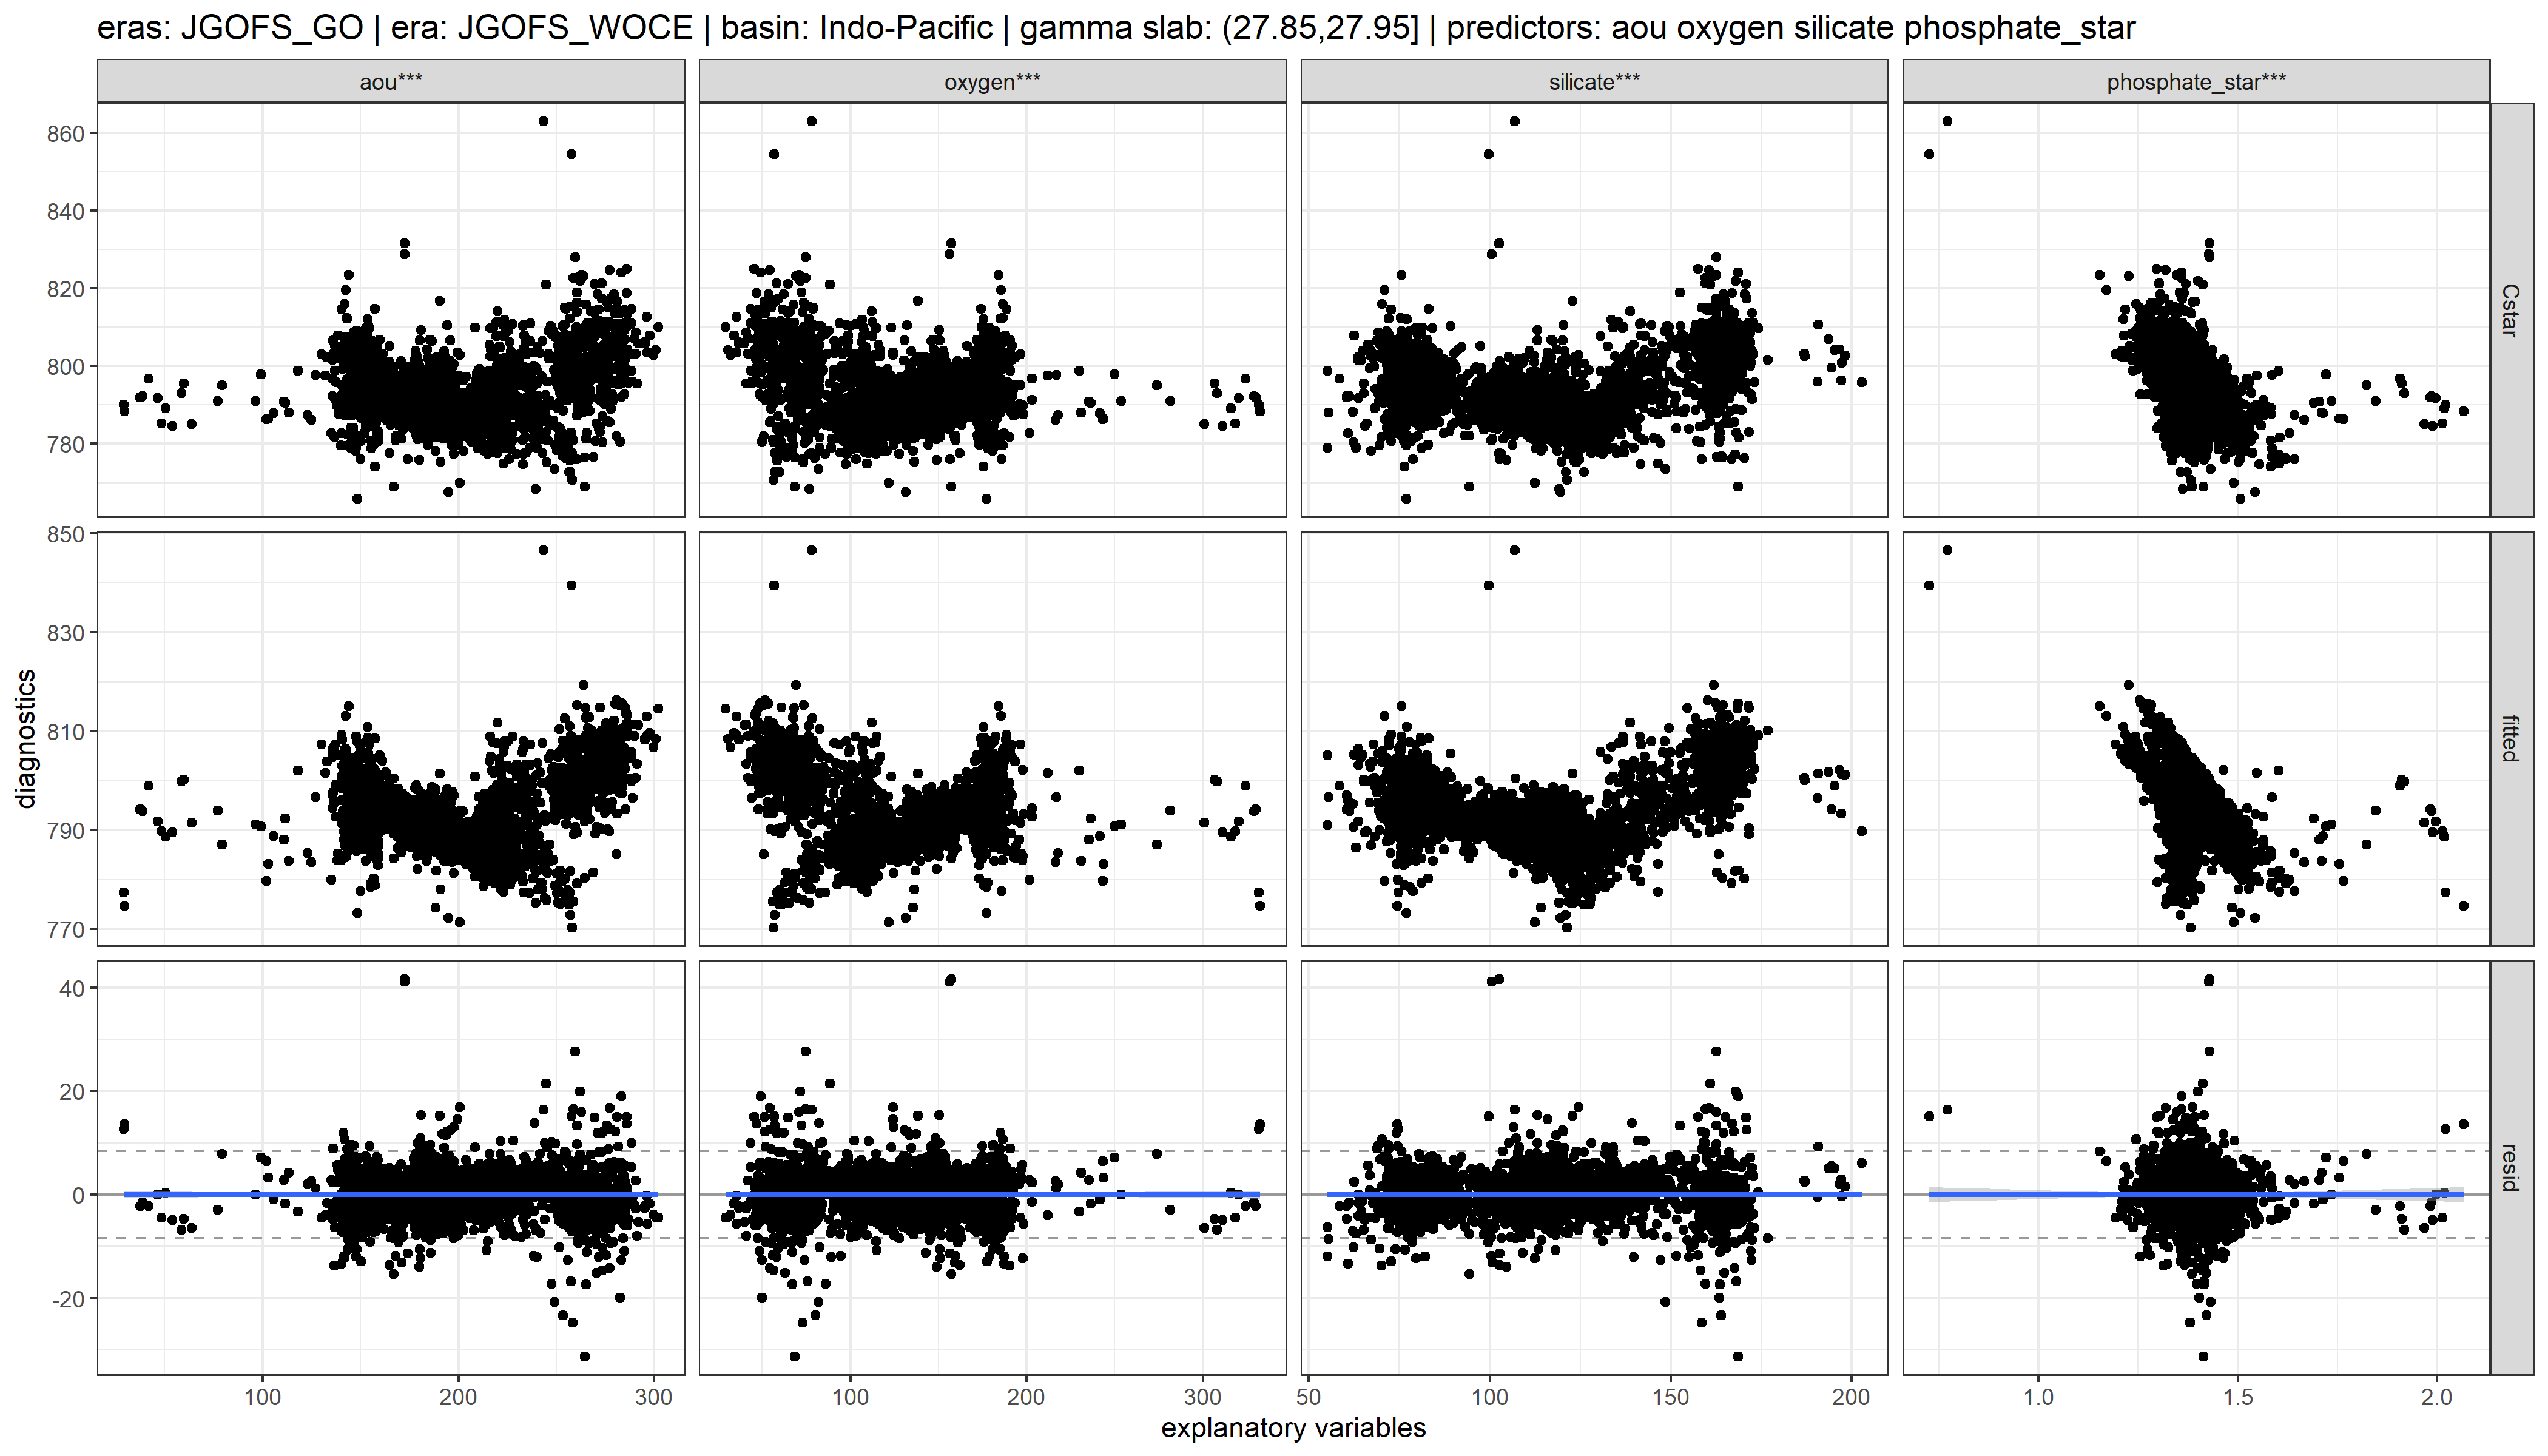 eras: JGOFS_GO | era: JGOFS_WOCE | basin: Indo-Pacific | gamma slab: (27.85,27.95] | predictors: aou oxygen silicate phosphate_star
aou*** oxygen*** silicate*** phosphate_star***
860
840
820
800
780
Cstar
850
830
810
790
770
fitted
diagnostics
40
20
0
-20
resid
100 200 300 100 200 300 50 100 150 200 1.0 1.5 2.0
explanatory variables